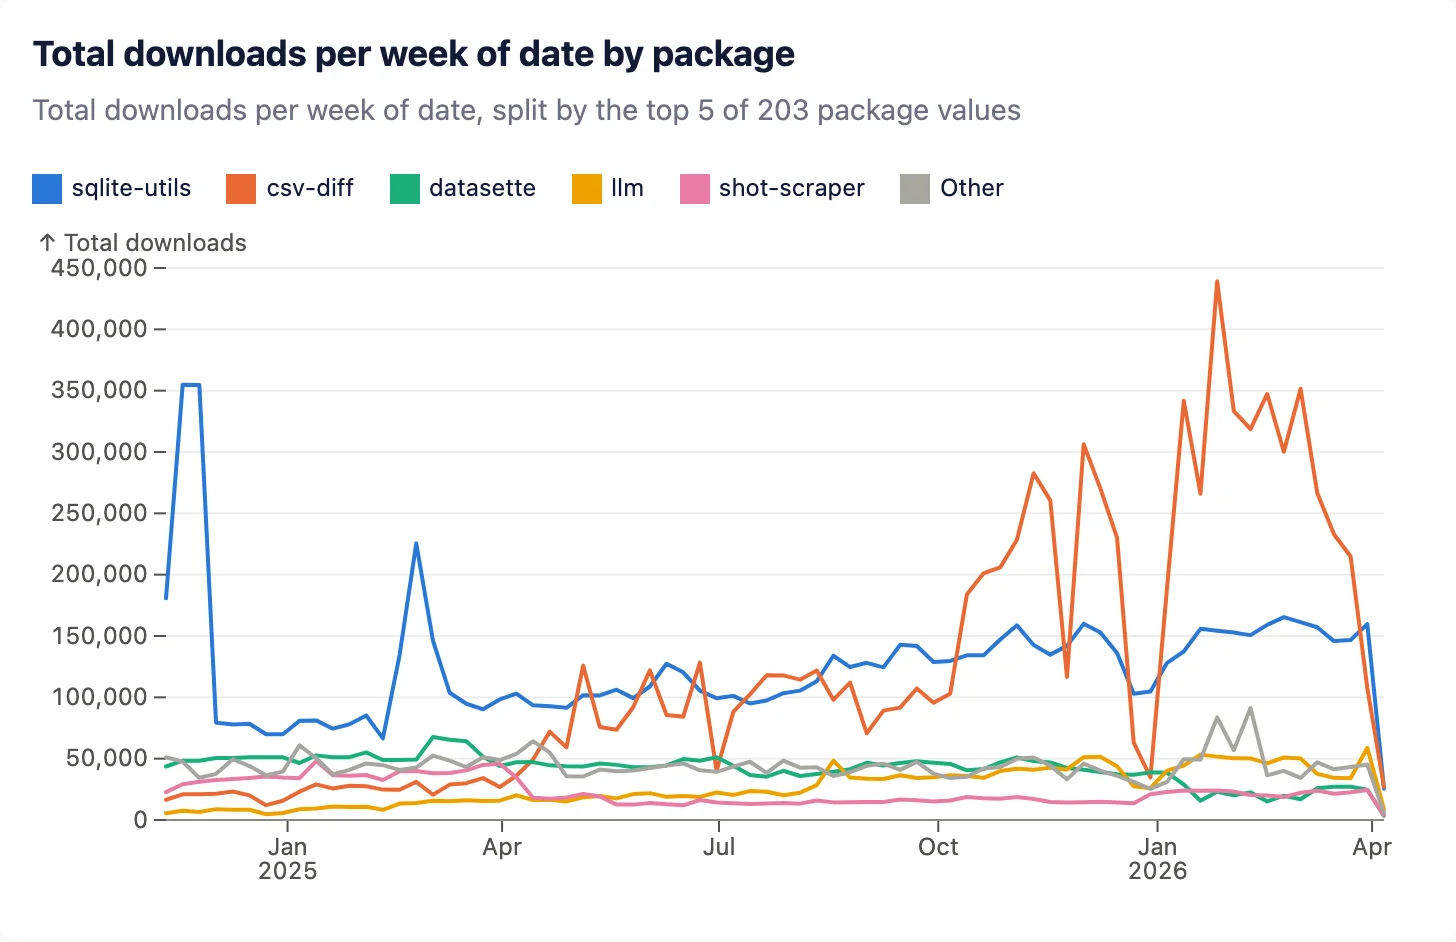 Total downloads per week of date by package
Total downloads per week of date, split by the top 5 of 203 package values
sqlite-utils csv-diff datasette llm shot-scraper Other
↑ Total downloads
450,000
400,000
350,000
300,000
250,000
200,000
150,000
100,000
50,000
0
Jan Apr Jul Oct Jan Apr
2025 2026